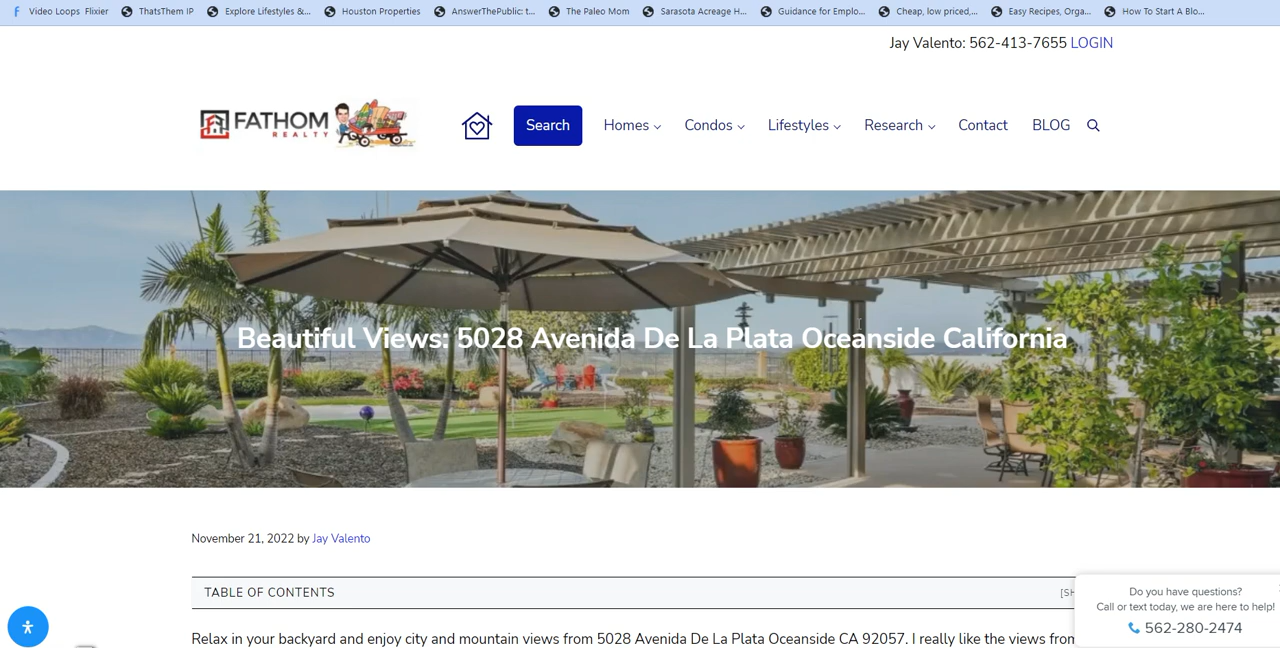 Video Loops Flixier ThatsThem IP Explore Lifestyles &... Houston Properties AnswerThePublic: t... The Paleo Mom Sarasota Acreage H... Guidance for Emplo... Cheap, low priced,... Easy Recipes, Orga... How To Start A Blo...
Jay Valento: 562-413-7655 LOGIN
FATHOM
REALTY
Search Homes Condos Lifestyles Research Contact BLOG
Beautiful Views: 5028 Avenida De La Plata Oceanside California
November 21, 2022 by Jay Valento
TABLE OF CONTENTS
[SH
Do you have questions?
Call or text today, we are here to help!
562-280-2474
Relax in your backyard and enjoy city and mountain views from 5028 Avenida De La Plata Oceanside CA 92057. I really like the views from